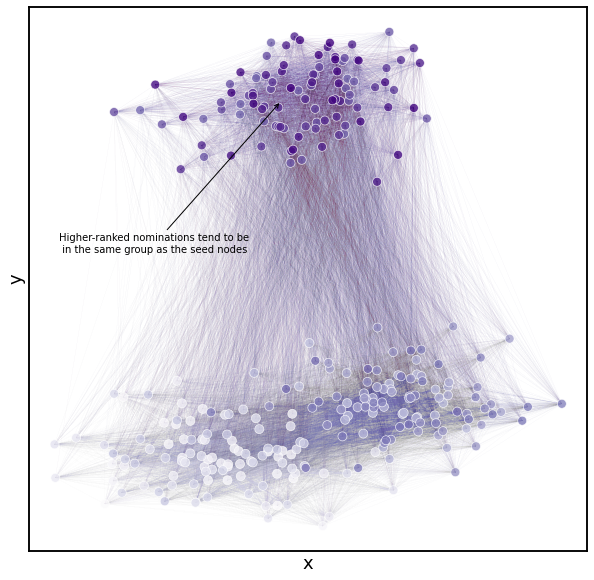 Higher-ranked nominations tend to be
in the same group as the seed nodes
y
x